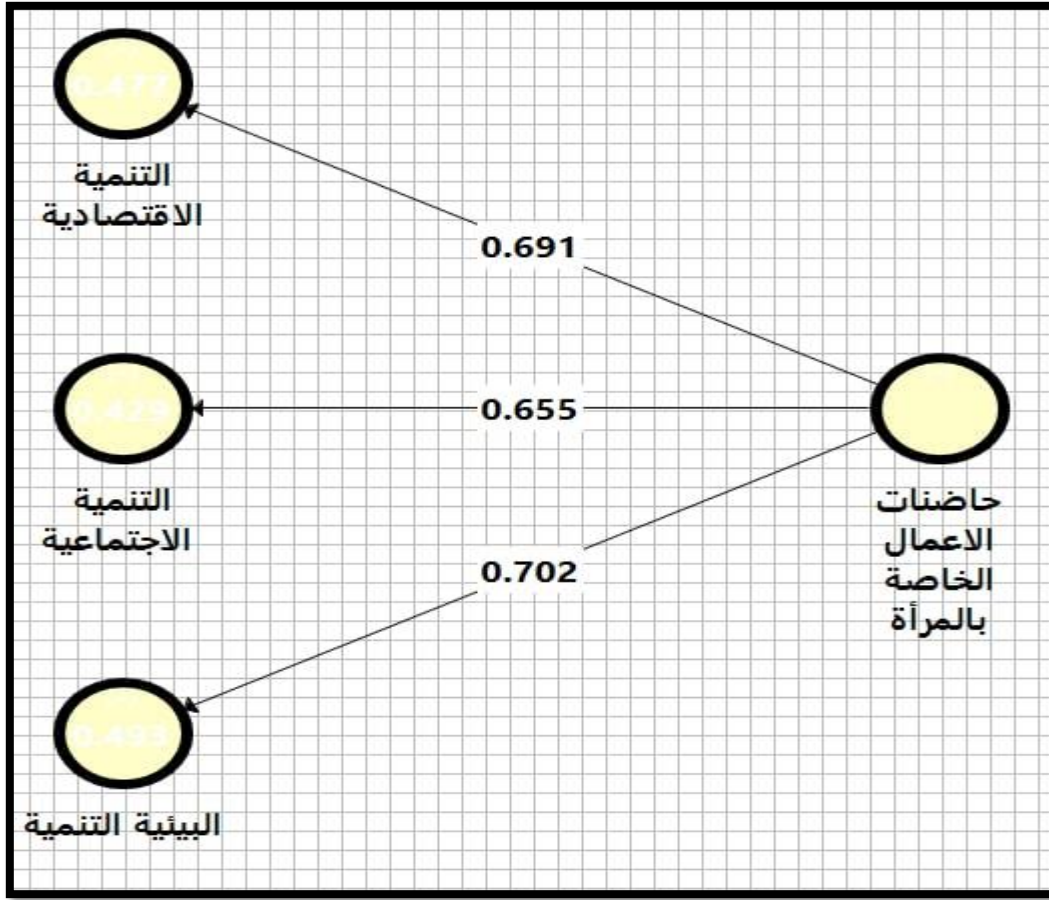 0.477
التنمية
الاقتصادية
0.691
0.429
التنمية
الاجتماعية
0.655
حاضنات
الاعمال
الخاصة
بالمرأة
0.702
0.493
البيئية التنمية